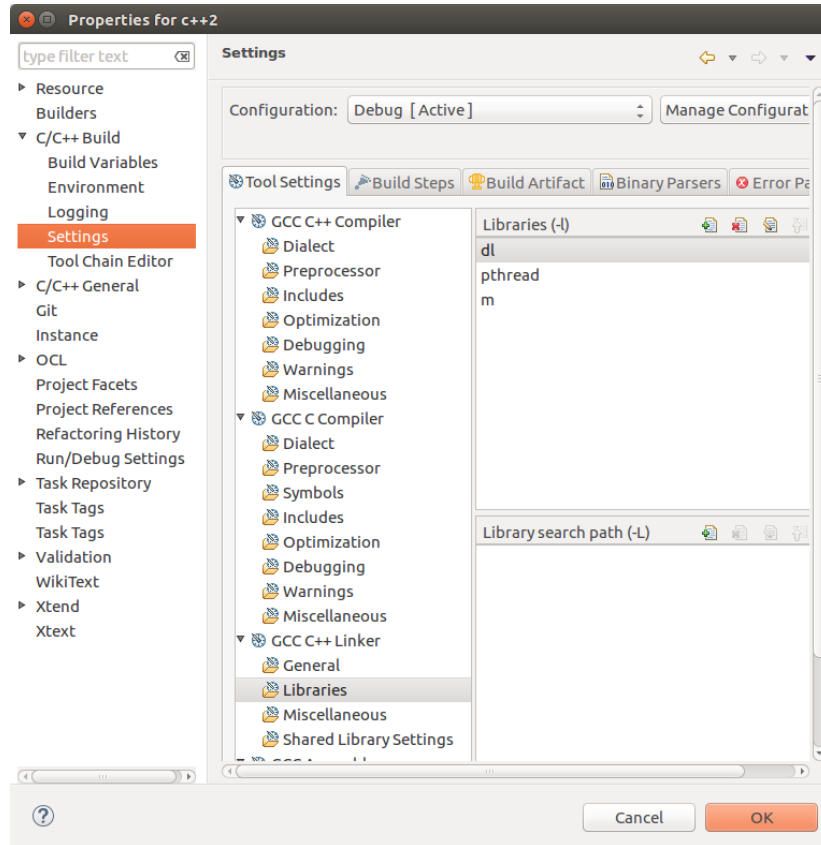 Properties for c++2
type filter text
Resource
Builders
C/C++ Build
Build Variables
Environment
Logging
Settings
Tool Chain Editor
C/C++ General
Git
Instance
OCL
Project Facets
Project References
Refactoring History
Run/Debug Settings
Task Repository
Task Tags
Task Tags
Validation
WikiText
Xtend
Xtext
Settings
Configuration: Debug [Active] Manage Configurat
Tool Settings Build Steps Build Artifact Binary Parsers Error Pa
GCC C++ Compiler
Dialect
Preprocessor
Includes
Optimization
Debugging
Warnings
Miscellaneous
GCC C Compiler
Dialect
Preprocessor
Symbols
Includes
Optimization
Debugging
Warnings
Miscellaneous
GCC C++ Linker
General
Libraries
Miscellaneous
Shared Library Settings
Libraries (-l)
dl
pthread
m
Library search path (-L)
Cancel OK